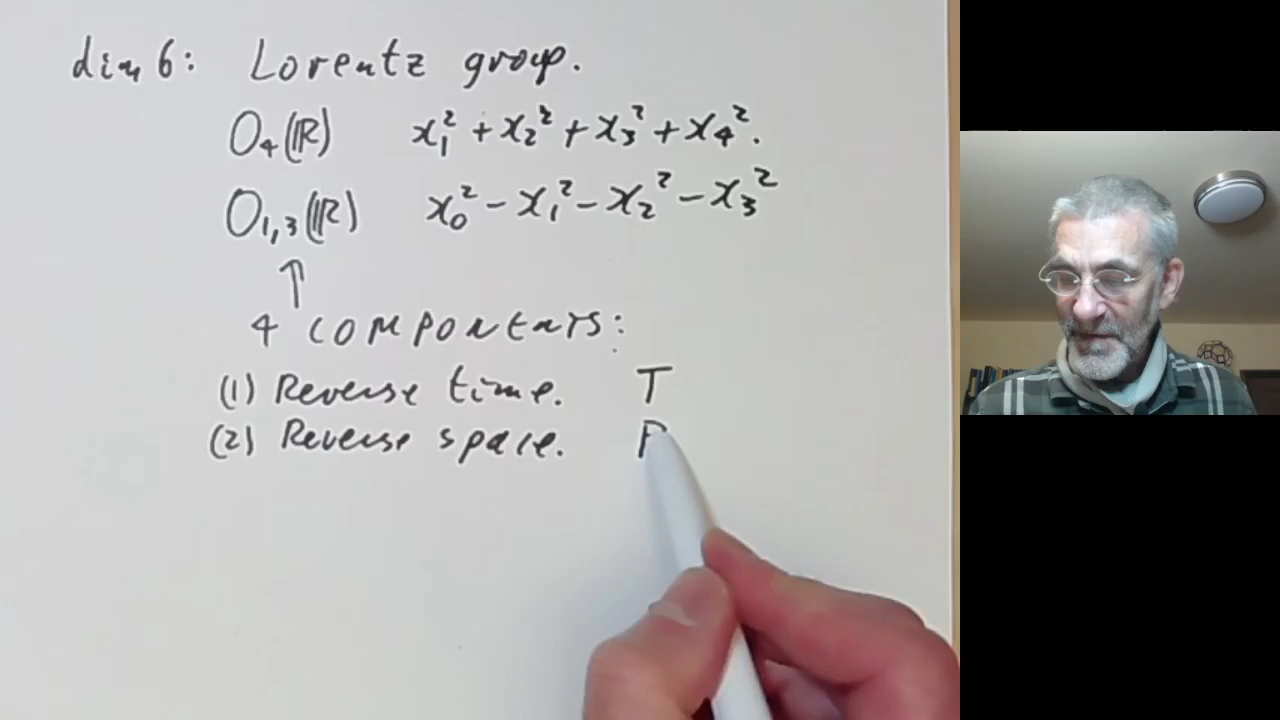 dim 6: Lorentz group.
O₄(ℝ) x₁² + x₂² + x₃² + x₄².
O₁,₃(ℝ) x₀² − x₁² − x₂² − x₃²
↑
4 components:
(1) Reverse time. T
(2) Reverse space. P